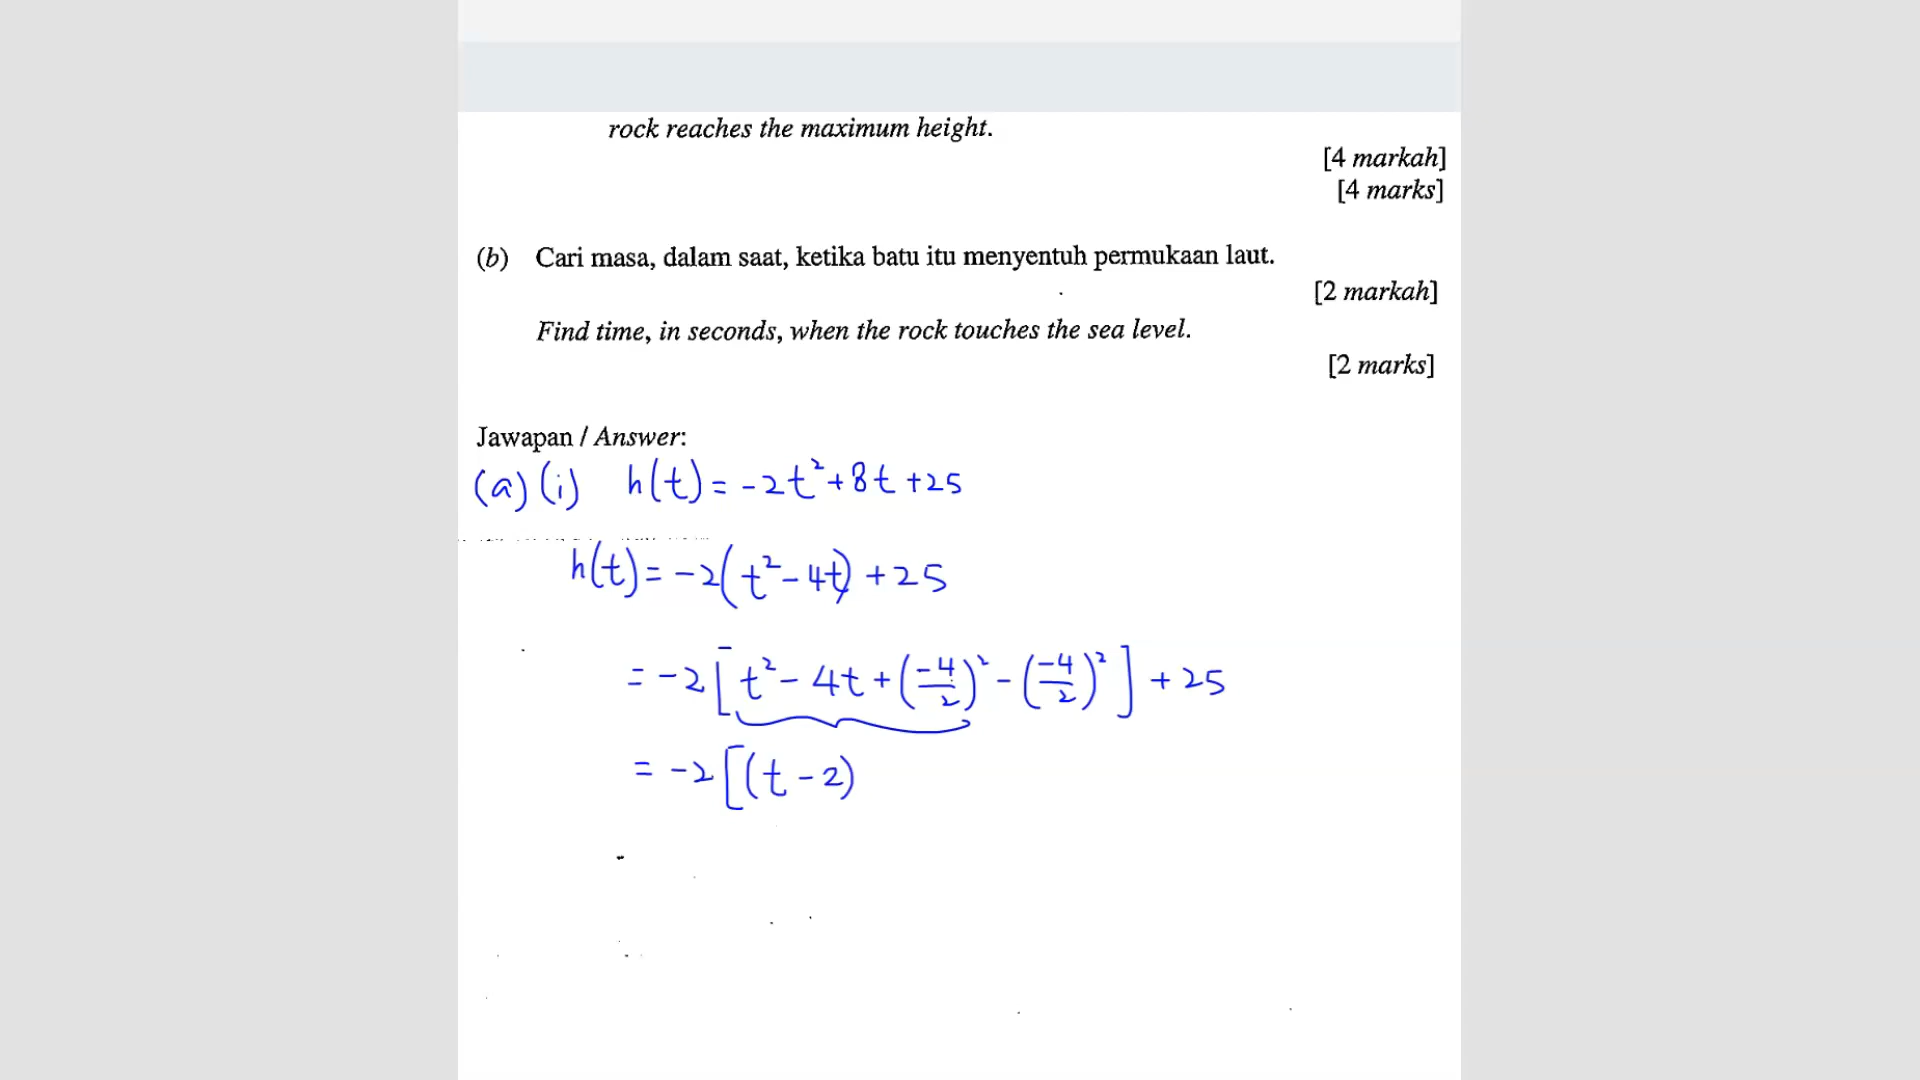 rock reaches the maximum height.
[4 markah]
[4 marks]
(b) Cari masa, dalam saat, ketika batu itu menyentuh permukaan laut.
[2 markah]
Find time, in seconds, when the rock touches the sea level.
[2 marks]
Jawapan / Answer:
(a) (i) h(t) = -2t²+8t+25
h(t) = -2(t²-4t)+25
= -2[t²-4t+(-4/2)²-(-4/2)²]+25
= -2[(t-2)